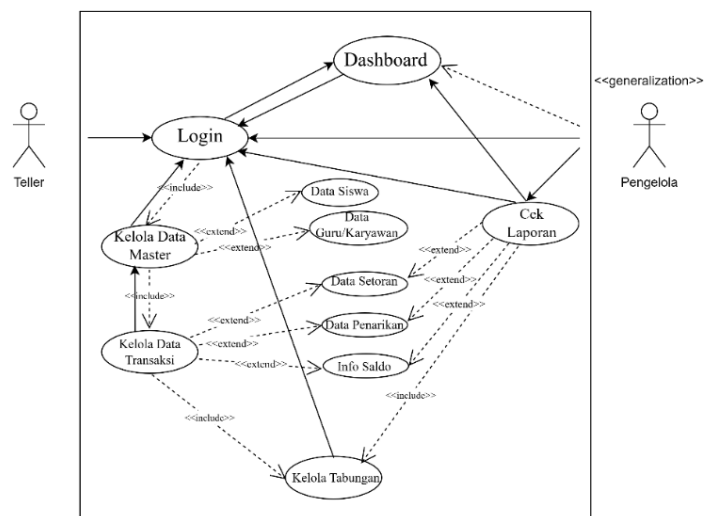 Dashboard
<<generalization>>
Login
Teller
Pengelola
<<include>>
Data Siswa
<<extend>>
Data
Guru/Karyawan
<<extend>>
Kelola Data
Master
Cek
Laporan
<<extend>>
Data Setoran
<<include>>
<<extend>>
<<extend>>
Data Penarikan
<<extend>>
<<extend>>
Kelola Data
Transaksi
Info Saldo
<<extend>>
<<include>>
<<include>>
Kelola Tabungan